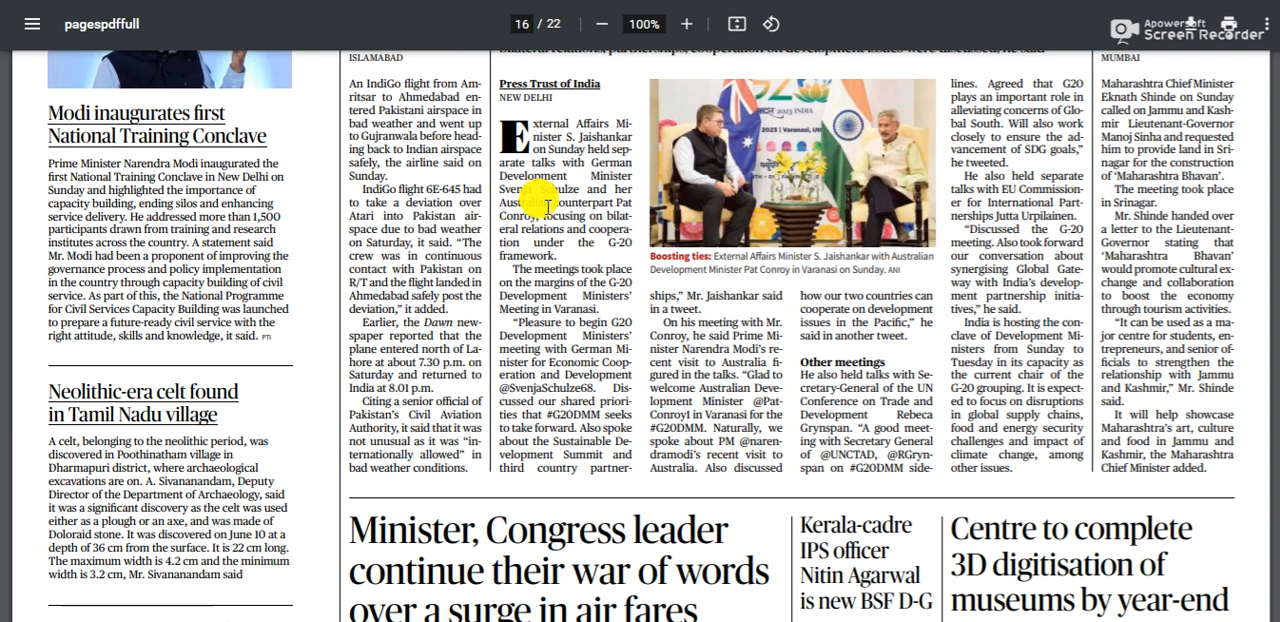 pagespdffull
16 / 22
100%
Apowersoft
Screen Recorder
Modi inaugurates first
National Training Conclave
Prime Minister Narendra Modi inaugurated the
first National Training Conclave in New Delhi on
Sunday and highlighted the importance of
capacity building, ending silos and enhancing
service delivery. He addressed more than 1,500
participants drawn from training and research
institutes across the country. A statement said
Mr. Modi had been a proponent of improving the
governance process and policy implementation
in the country through capacity building of civil
service. As part of this, the National Programme
for Civil Services Capacity Building was launched
to prepare a future-ready civil service with the
right attitude, skills and knowledge, it said. PTI
Neolithic-era celt found
in Tamil Nadu village
A celt, belonging to the neolithic period, was
discovered in Poothinatham village in
Dharmapuri district, where archaeological
excavations are on. A. Sivananandam, Deputy
Director of the Department of Archaeology, said
it was a significant discovery as the celt was used
either as a plough or an axe, and was made of
Doloraid stone. It was discovered on June 10 at a
depth of 36 cm from the surface. It is 22 cm long.
The maximum width is 4.2 cm and the minimum
width is 3.2 cm, Mr. Sivananandam said
ISLAMABAD
An IndiGo flight from Am-
ritsar to Ahmedabad en-
tered Pakistani airspace in
bad weather and went up
to Gujranwala before head-
ing back to Indian airspace
safely, the airline said on
Sunday.
IndiGo flight 6E-645 had
to take a deviation over
Atari into Pakistan air-
space due to bad weather
on Saturday, it said. “The
crew was in continuous
contact with Pakistan on
R/T and the flight landed in
Ahmedabad safely post the
deviation,” it added.
Earlier, the Dawn new-
spaper reported that the
plane entered north of La-
hore at about 7.30 p.m. on
Saturday and returned to
India at 8.01 p.m.
Citing a senior official of
Pakistan’s Civil Aviation
Authority, it said that it was
not unusual as it was “in-
ternationally allowed” in
bad weather conditions.
bilateral relations, partnerships, cooperation on development issues were discussed, he said
Press Trust of India
NEW DELHI
External Affairs Mi-
nister S. Jaishankar
on Sunday held sep-
arate talks with German
Development Minister
Svenja Schulze and her
Australian counterpart Pat
Conroy, focusing on bilat-
eral relations and coopera-
tion under the G-20
framework.
The meetings took place
on the margins of the G-20
Development Ministers’
Meeting in Varanasi.
“Pleasure to begin G20
Development Ministers’
meeting with German Mi-
nister for Economic Coop-
eration and Development
@SvenjaSchulze68. Dis-
cussed our shared priori-
ties that #G20DMM seeks
to take forward. Also spoke
about the Sustainable De-
velopment Summit and
third country partner-
2023 INDIA
2023 | Varanasi, Utt
Boosting ties: External Affairs Minister S. Jaishankar with Australian
Development Minister Pat Conroy in Varanasi on Sunday. ANI
ships,” Mr. Jaishankar said
in a tweet.
On his meeting with Mr.
Conroy, he said Prime Mi-
nister Narendra Modi’s re-
cent visit to Australia fi-
gured in the talks. “Glad to
welcome Australian Deve-
lopment Minister @Pat-
Conroy1 in Varanasi for the
#G20DMM. Naturally, we
spoke about PM @naren-
dramodi’s recent visit to
Australia. Also discussed
how our two countries can
cooperate on development
issues in the Pacific,” he
said in another tweet.
Other meetings
He also held talks with Se-
cretary-General of the UN
Conference on Trade and
Development Rebeca
Grynspan. “A good meet-
ing with Secretary General
of @UNCTAD, @RGryn-
span on #G20DMM side-
lines. Agreed that G20
plays an important role in
alleviating concerns of Glo-
bal South. Will also work
closely to ensure the ad-
vancement of SDG goals,”
he tweeted.
He also held separate
talks with EU Commission-
er for International Part-
nerships Jutta Urpilainen.
“Discussed the G-20
meeting. Also took forward
our conversation about
synergising Global Gate-
way with India’s develop-
ment partnership initia-
tives,” he said.
India is hosting the con-
clave of Development Mi-
nisters from Sunday to
Tuesday in its capacity as
the current chair of the
G-20 grouping. It is expect-
ed to focus on disruptions
in global supply chains,
food and energy security
challenges and impact of
climate change, among
other issues.
MUMBAI
Maharashtra Chief Minister
Eknath Shinde on Sunday
called on Jammu and Kash-
mir Lieutenant-Governor
Manoj Sinha and requested
him to provide land in Sri-
nagar for the construction
of ‘Maharashtra Bhavan’.
The meeting took place
in Srinagar.
Mr. Shinde handed over
a letter to the Lieutenant-
Governor stating that
‘Maharashtra Bhavan’
would promote cultural ex-
change and collaboration
to boost the economy
through tourism activities.
“It can be used as a ma-
jor centre for students, en-
trepreneurs, and senior of-
ficials to strengthen the
relationship with Jammu
and Kashmir,” Mr. Shinde
said.
It will help showcase
Maharashtra’s art, culture
and food in Jammu and
Kashmir, the Maharashtra
Chief Minister added.
Minister, Congress leader
continue their war of words
over a surge in air fares
Kerala-cadre
IPS officer
Nitin Agarwal
is new BSF D-G
Centre to complete
3D digitisation of
museums by year-end